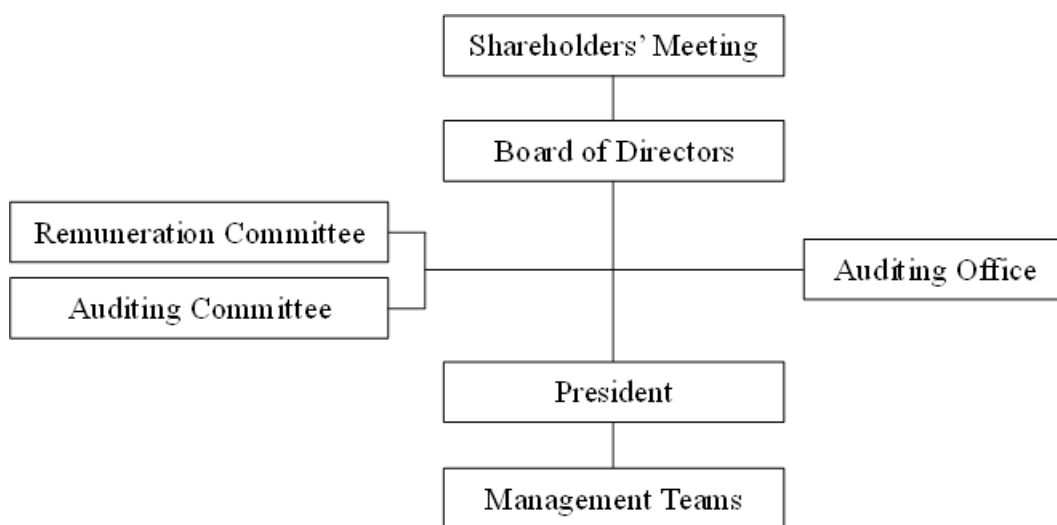 Shareholders’ Meeting
Board of Directors
Remuneration Committee
Auditing Committee
Auditing Office
President
Management Teams